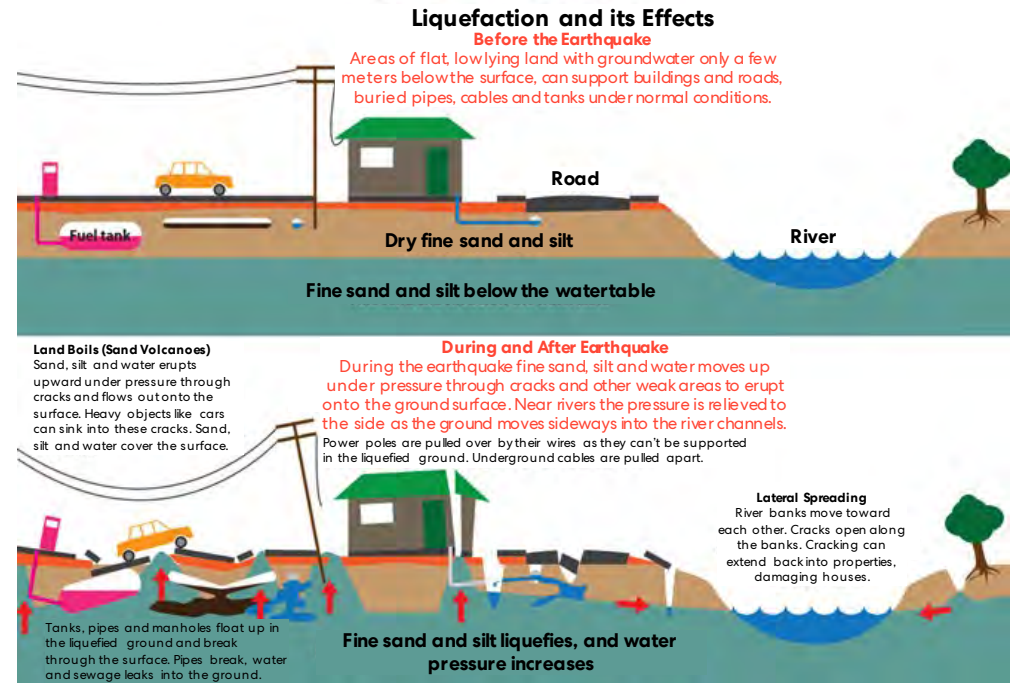 Liquefaction and its Effects
Before the Earthquake
Areas of flat, lowlying land with groundwater only a few
meters below the surface, can support buildings and roads,
buried pipes, cables and tanks under normal conditions.
Road
Fuel tank
Dry fine sand and silt
River
Fine sand and silt below the watertable
Land Boils (Sand Volcanoes)
Sand, silt and water erupts
upward under pressure through
cracks and flows out onto the
surface. Heavy objects like cars
can sink into these cracks. Sand,
silt and water cover the surface.
During and After Earthquake
During the earthquake fine sand, silt and water moves up
under pressure through cracks and other weak areas to erupt
onto the ground surface. Near rivers the pressure is relieved to
the side as the ground moves sideways into the river channels.
Power poles are pulled over by their wires as they can't be supported
in the liquefied ground. Underground cables are pulled apart.
Lateral Spreading
River banks move toward
each other. Cracks open along
the banks. Cracking can
extend back into properties,
damaging houses.
Tanks, pipes and manholes float up in
the liquefied ground and break
through the surface. Pipes break, water
and sewage leaks into the ground.
Fine sand and silt liquefies, and water
pressure increases